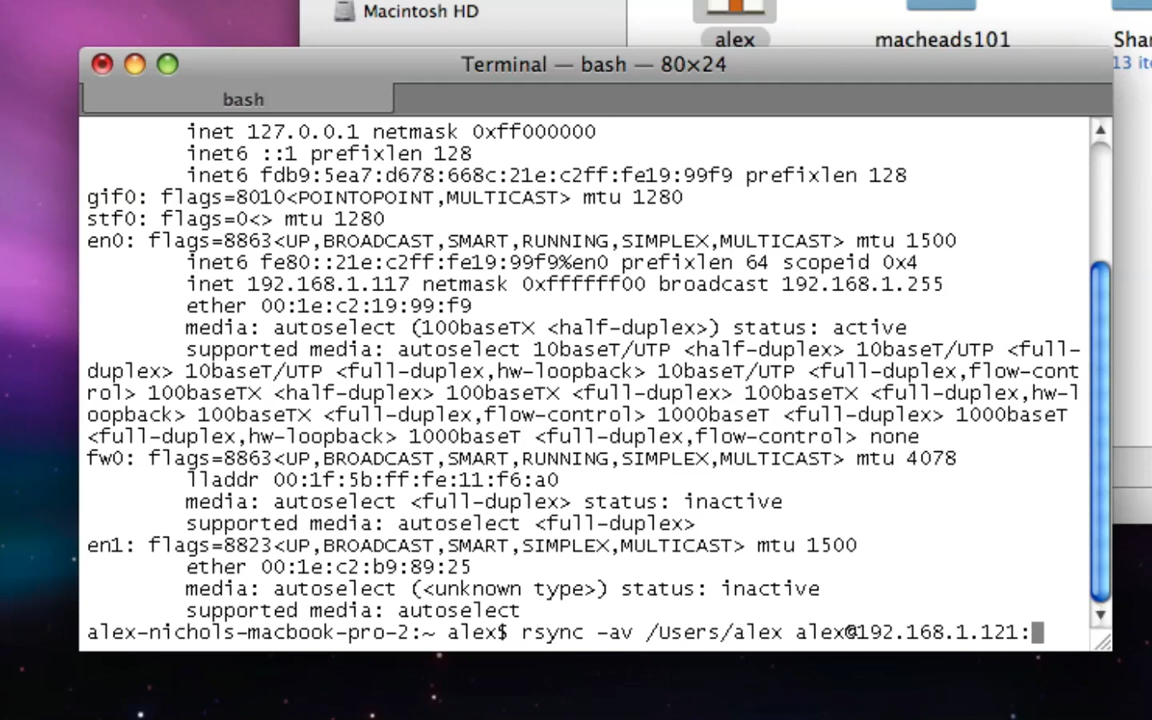 Macintosh HD
alex
macheads101
Shar
13 ite
Terminal — bash — 80×24
bash
inet 127.0.0.1 netmask 0xff000000
inet6 ::1 prefixlen 128
inet6 fdb9:5ea7:d678:668c:21e:c2ff:fe19:99f9 prefixlen 128
gif0: flags=8010<POINTOPOINT,MULTICAST> mtu 1280
stf0: flags=0<> mtu 1280
en0: flags=8863<UP,BROADCAST,SMART,RUNNING,SIMPLEX,MULTICAST> mtu 1500
inet6 fe80::21e:c2ff:fe19:99f9%en0 prefixlen 64 scopeid 0x4
inet 192.168.1.117 netmask 0xffffff00 broadcast 192.168.1.255
ether 00:1e:c2:19:99:f9
media: autoselect (100baseTX <half-duplex>) status: active
supported media: autoselect 10baseT/UTP <half-duplex> 10baseT/UTP <full-
duplex> 10baseT/UTP <full-duplex,hw-loopback> 10baseT/UTP <full-duplex,flow-cont
rol> 100baseTX <half-duplex> 100baseTX <full-duplex> 100baseTX <full-duplex,hw-l
oopback> 100baseTX <full-duplex,flow-control> 1000baseT <full-duplex> 1000baseT
<full-duplex,hw-loopback> 1000baseT <full-duplex,flow-control> none
fw0: flags=8863<UP,BROADCAST,SMART,RUNNING,SIMPLEX,MULTICAST> mtu 4078
lladdr 00:1f:5b:ff:fe:11:f6:a0
media: autoselect <full-duplex> status: inactive
supported media: autoselect <full-duplex>
en1: flags=8823<UP,BROADCAST,SMART,SIMPLEX,MULTICAST> mtu 1500
ether 00:1e:c2:b9:89:25
media: autoselect (<unknown type>) status: inactive
supported media: autoselect
alex-nichols-macbook-pro-2:~ alex$ rsync -av /Users/alex alex@192.168.1.121: